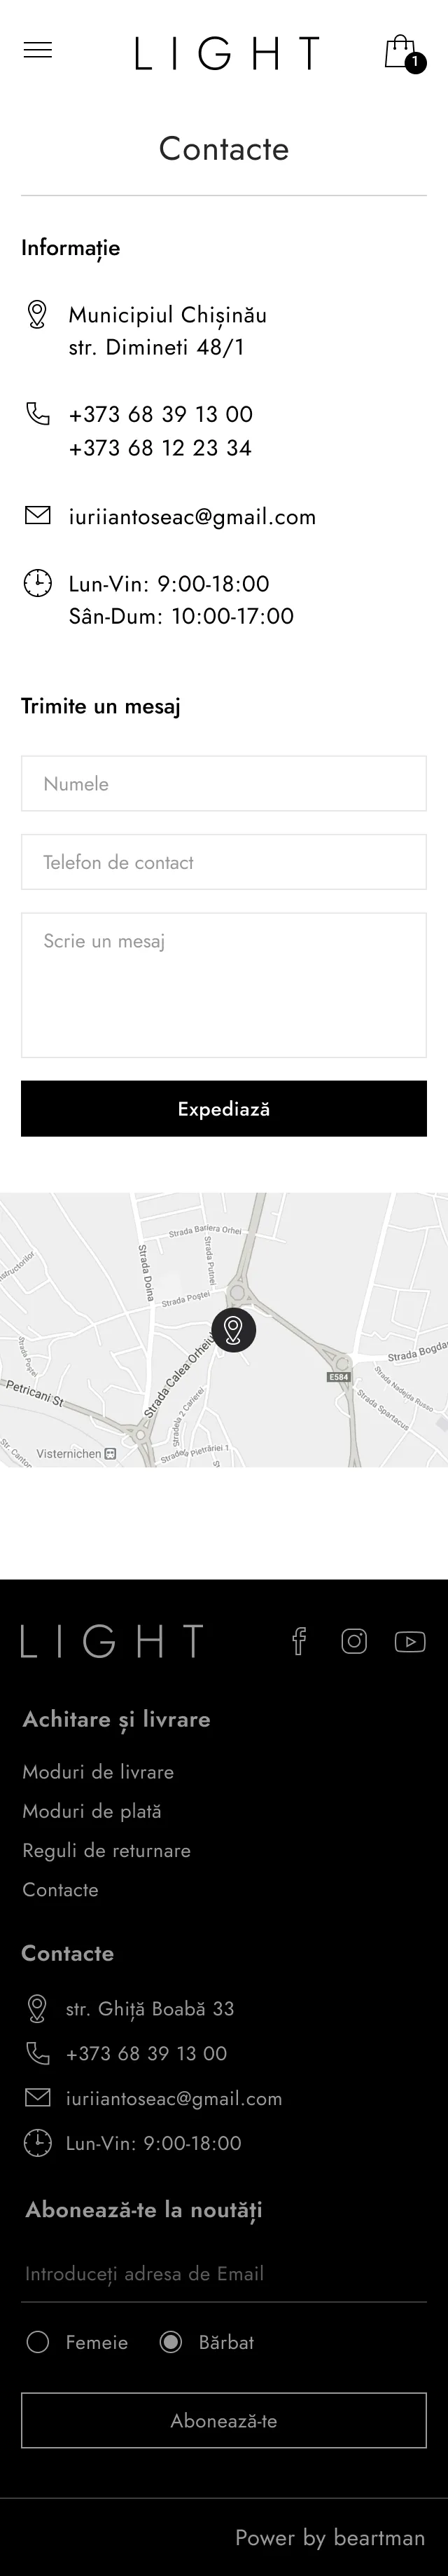 LIGHT
1
Contacte
Informație
Municipiul Chișinău
str. Dimineti 48/1
+373 68 39 13 00
+373 68 12 23 34
iuriiantoseac@gmail.com
Lun-Vin: 9:00-18:00
Sân-Dum: 10:00-17:00
Trimite un mesaj
Numele
Telefon de contact
Scrie un mesaj
Expediază
Strada Bariera Orhei
Strada Doina
Strada Putnei
Strada Poștei
Strada Calea Orheiului
Strada Bogda
E584
Strada Nadejda Russo
Strada Spartacus
Petricani St
Stradela 2 Carierei
Strada Pietrăriei 1
Visternichen
LIGHT
Achitare și livrare
Moduri de livrare
Moduri de plată
Reguli de returnare
Contacte
Contacte
str. Ghiță Boabă 33
+373 68 39 13 00
iuriiantoseac@gmail.com
Lun-Vin: 9:00-18:00
Abonează-te la noutăți
Introduceți adresa de Email
Femeie
Bărbat
Abonează-te
Power by beartman